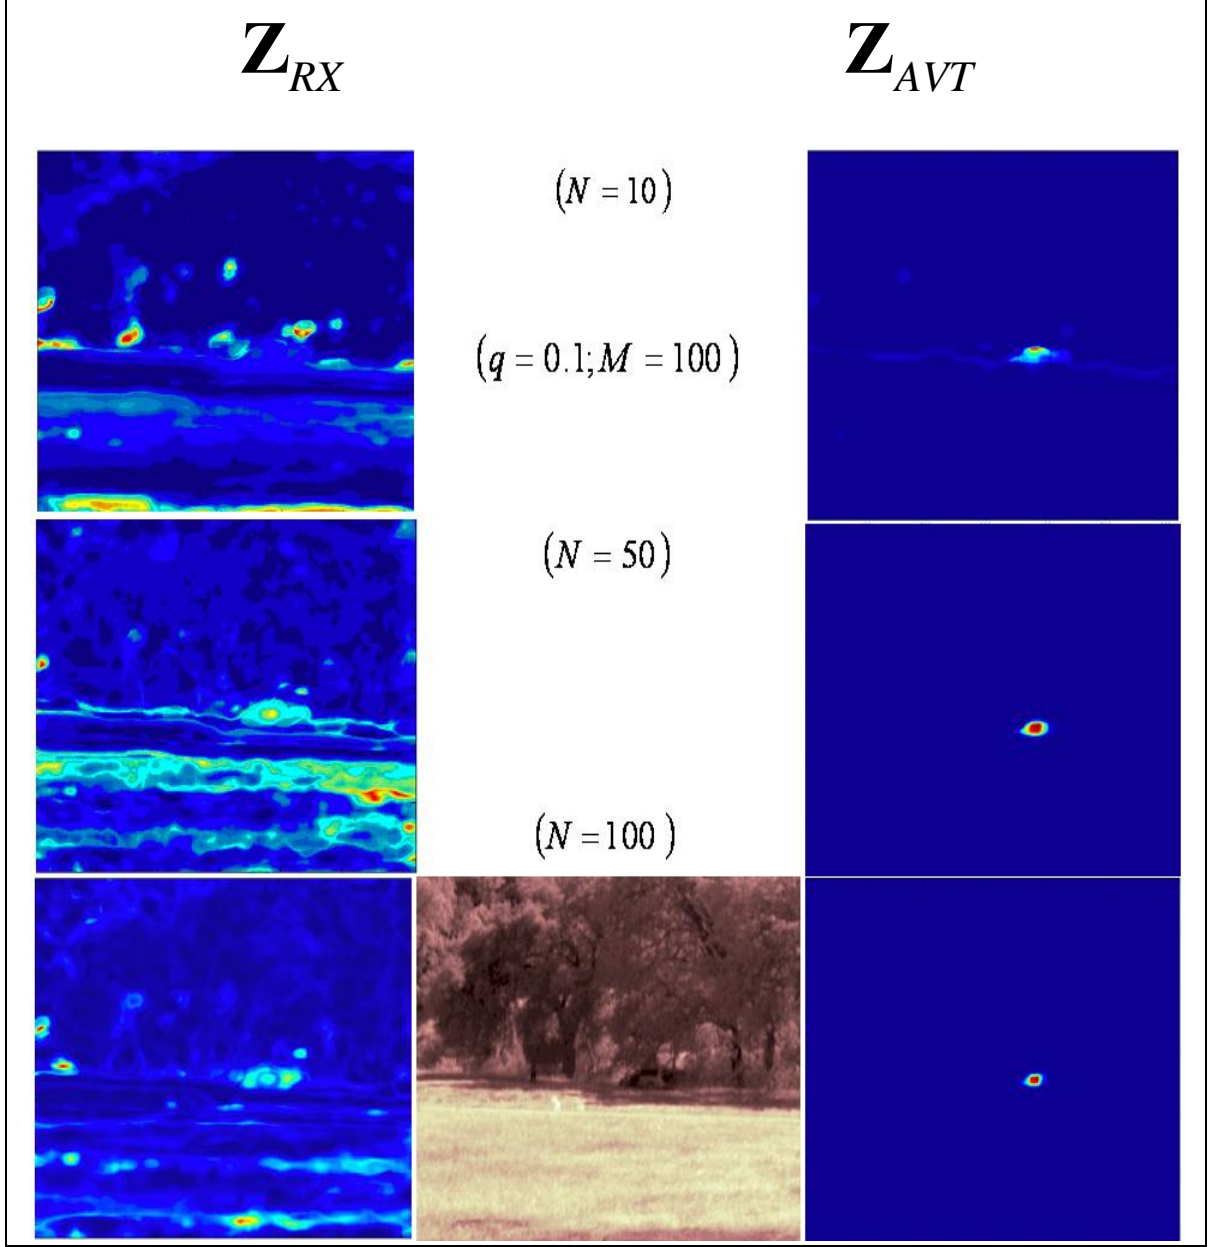 Z_RX Z_AVT
(N = 10)
(q = 0.1; M = 100)
(N = 50)
(N = 100)